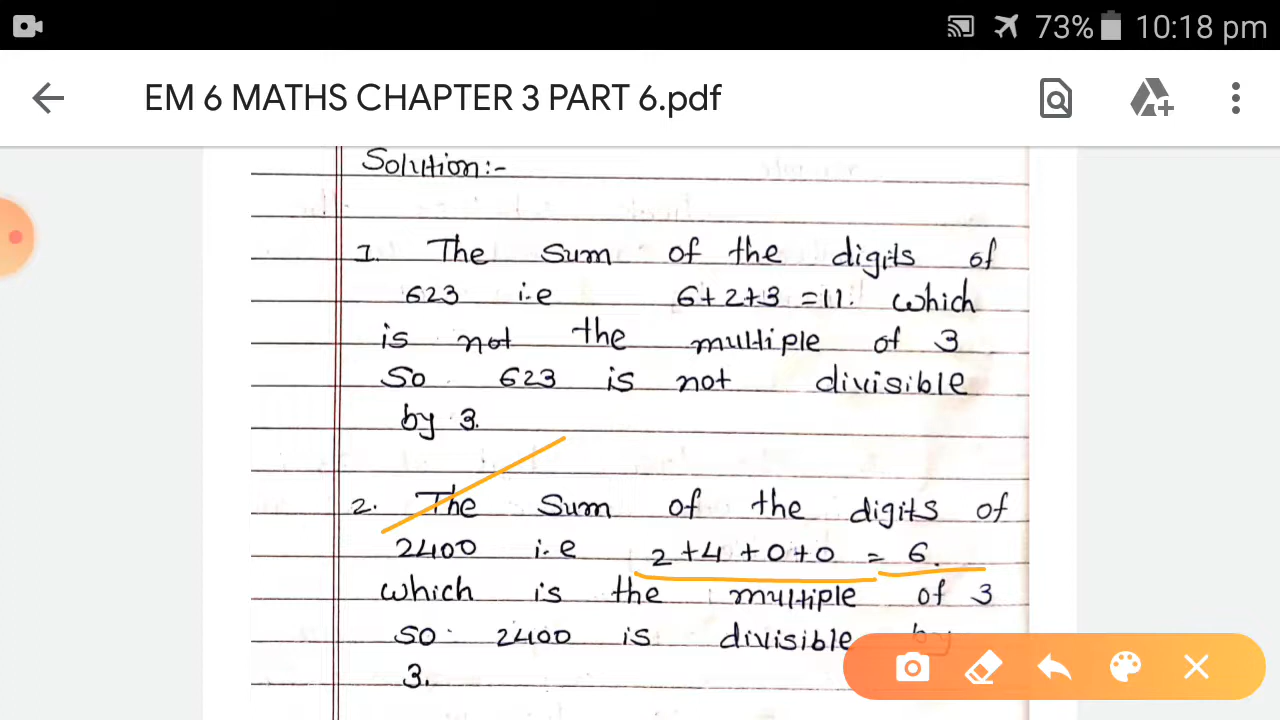 73% 10:18 pm
EM 6 MATHS CHAPTER 3 PART 6.pdf
Solution:-
1. The Sum of the digits of
623 i.e 6+2+3 =11. which
is not the multiple of 3
So 623 is not divisible
by 3.
2. The Sum of the digits of
2400 i.e 2+4+0+0 = 6.
which is the multiple of 3
so 2400 is divisible by
3.